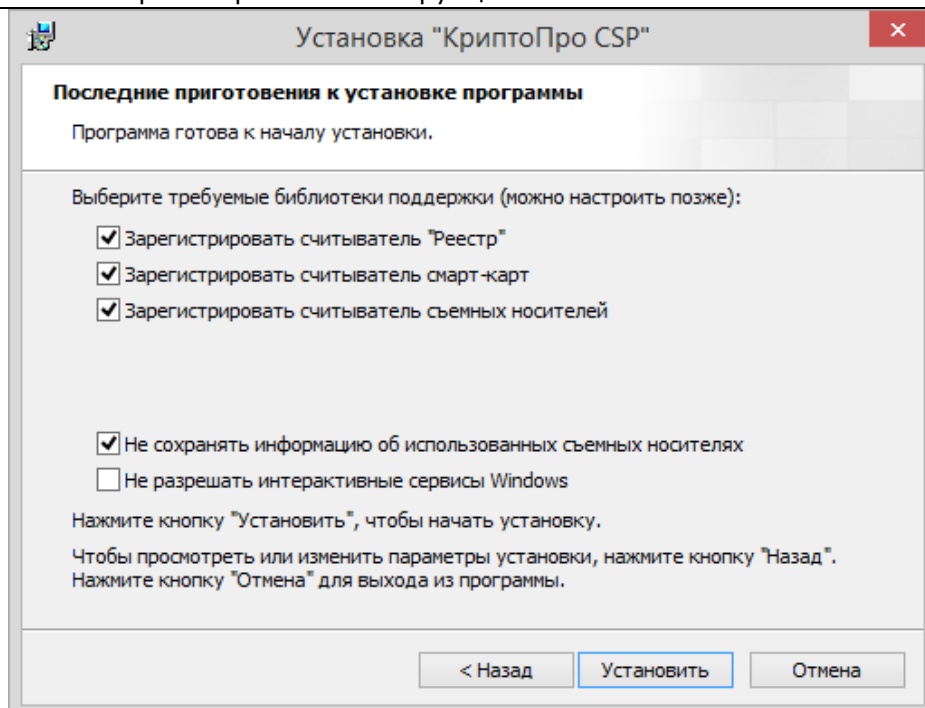 Установка "КриптоПро CSP"
Последние приготовения к установке программы
Программа готова к началу установки.
Выберите требуемые библиотеки поддержки (можно настроить позже):
Зарегистрировать считыватель "Реестр"
Зарегистрировать считыватель смарт-карт
Зарегистрировать считыватель съемных носителей
Не сохранять информацию об использованных съемных носителях
Не разрешать интерактивные сервисы Windows
Нажмите кнопку "Установить", чтобы начать установку.
Чтобы просмотреть или изменить параметры установки, нажмите кнопку "Назад".
Нажмите кнопку "Отмена" для выхода из программы.
< Назад
Установить
Отмена